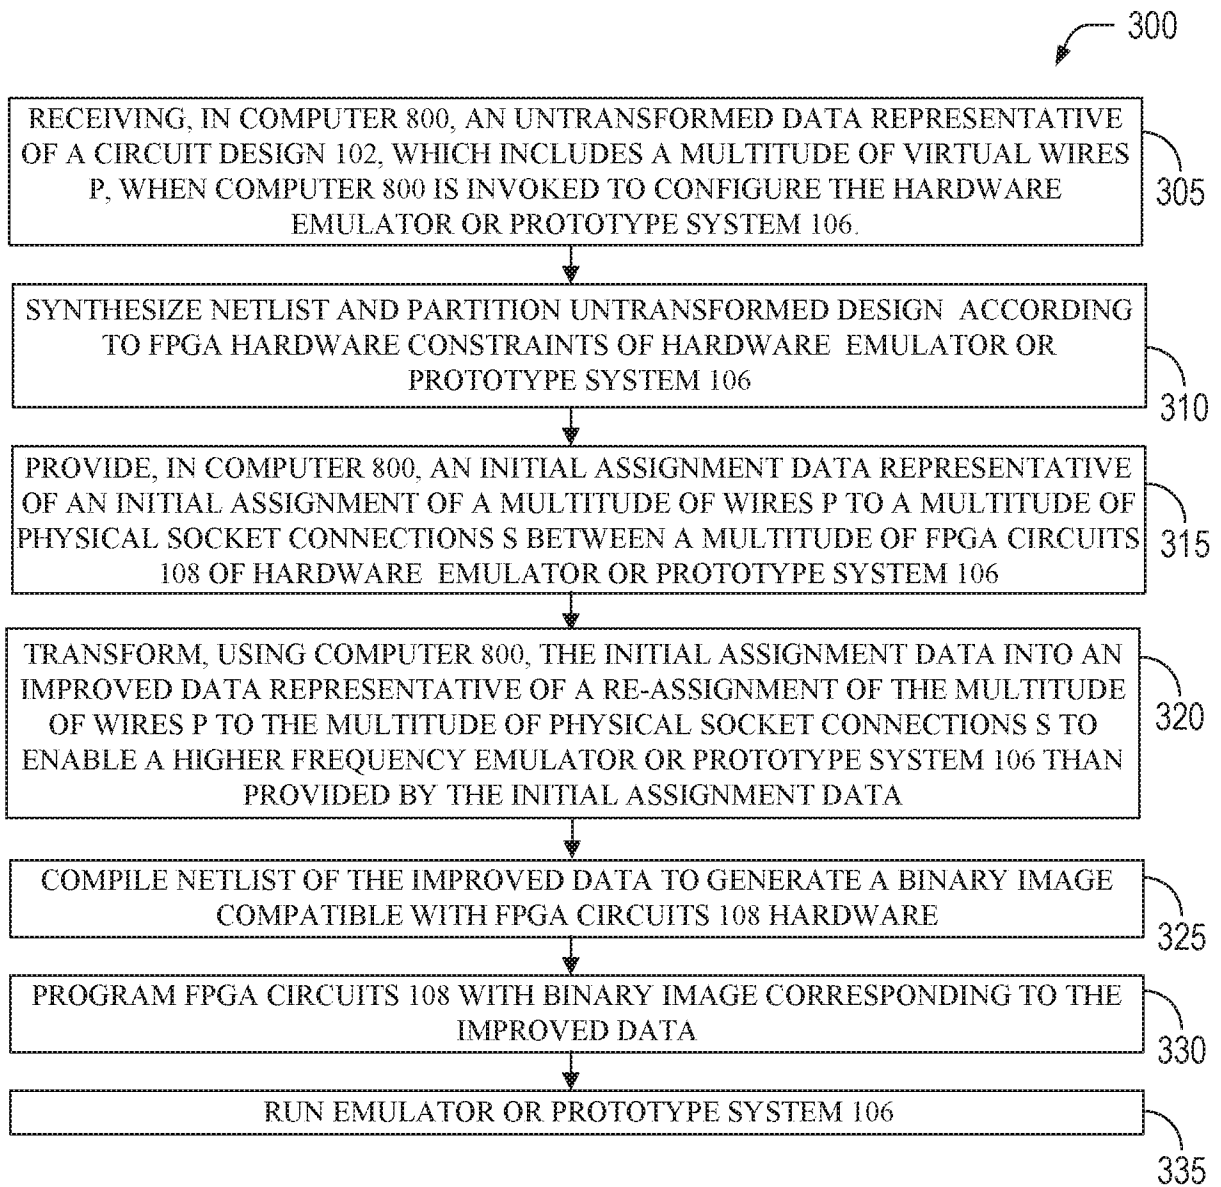 300
RECEIVING, IN COMPUTER 800, AN UNTRANSFORMED DATA REPRESENTATIVE
OF A CIRCUIT DESIGN 102, WHICH INCLUDES A MULTITUDE OF VIRTUAL WIRES
P, WHEN COMPUTER 800 IS INVOKED TO CONFIGURE THE HARDWARE
EMULATOR OR PROTOTYPE SYSTEM 106.
305
SYNTHESIZE NETLIST AND PARTITION UNTRANSFORMED DESIGN ACCORDING
TO FPGA HARDWARE CONSTRAINTS OF HARDWARE EMULATOR OR
PROTOTYPE SYSTEM 106
310
PROVIDE, IN COMPUTER 800, AN INITIAL ASSIGNMENT DATA REPRESENTATIVE
OF AN INITIAL ASSIGNMENT OF A MULTITUDE OF WIRES P TO A MULTITUDE OF
PHYSICAL SOCKET CONNECTIONS S BETWEEN A MULTITUDE OF FPGA CIRCUITS
108 OF HARDWARE EMULATOR OR PROTOTYPE SYSTEM 106
315
TRANSFORM, USING COMPUTER 800, THE INITIAL ASSIGNMENT DATA INTO AN
IMPROVED DATA REPRESENTATIVE OF A RE-ASSIGNMENT OF THE MULTITUDE
OF WIRES P TO THE MULTITUDE OF PHYSICAL SOCKET CONNECTIONS S TO
ENABLE A HIGHER FREQUENCY EMULATOR OR PROTOTYPE SYSTEM 106 THAN
PROVIDED BY THE INITIAL ASSIGNMENT DATA
320
COMPILE NETLIST OF THE IMPROVED DATA TO GENERATE A BINARY IMAGE
COMPATIBLE WITH FPGA CIRCUITS 108 HARDWARE
325
PROGRAM FPGA CIRCUITS 108 WITH BINARY IMAGE CORRESPONDING TO THE
IMPROVED DATA
330
RUN EMULATOR OR PROTOTYPE SYSTEM 106
335